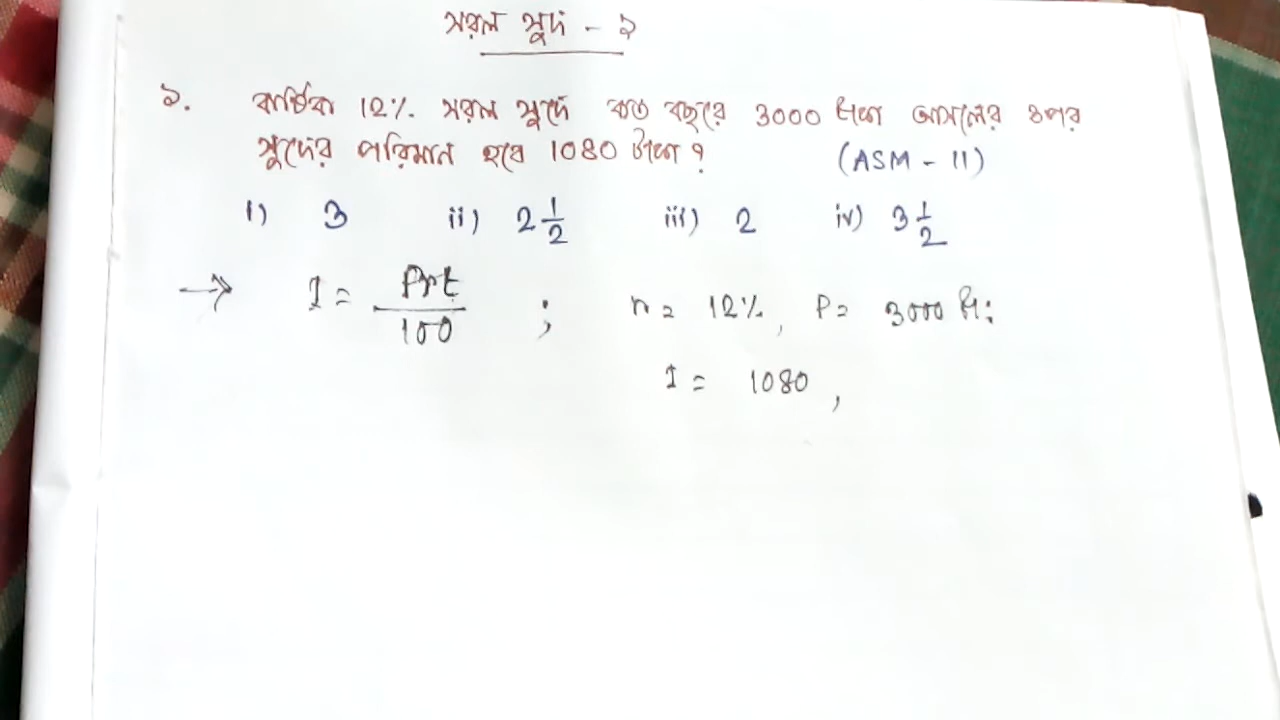 সরল সুদ - ১
১. বার্ষিক 12% সরল সুদে কত বছরে 3000 টাকা আসলের ওপর
সুদের পরিমান হবে 1080 টাকা ?
(ASM - II)
i) 3 ii) 2 1/2 iii) 2 iv) 3 1/2
→ I = Prt/100 ; r = 12%, P = 3000 টা:
I = 1080 ,